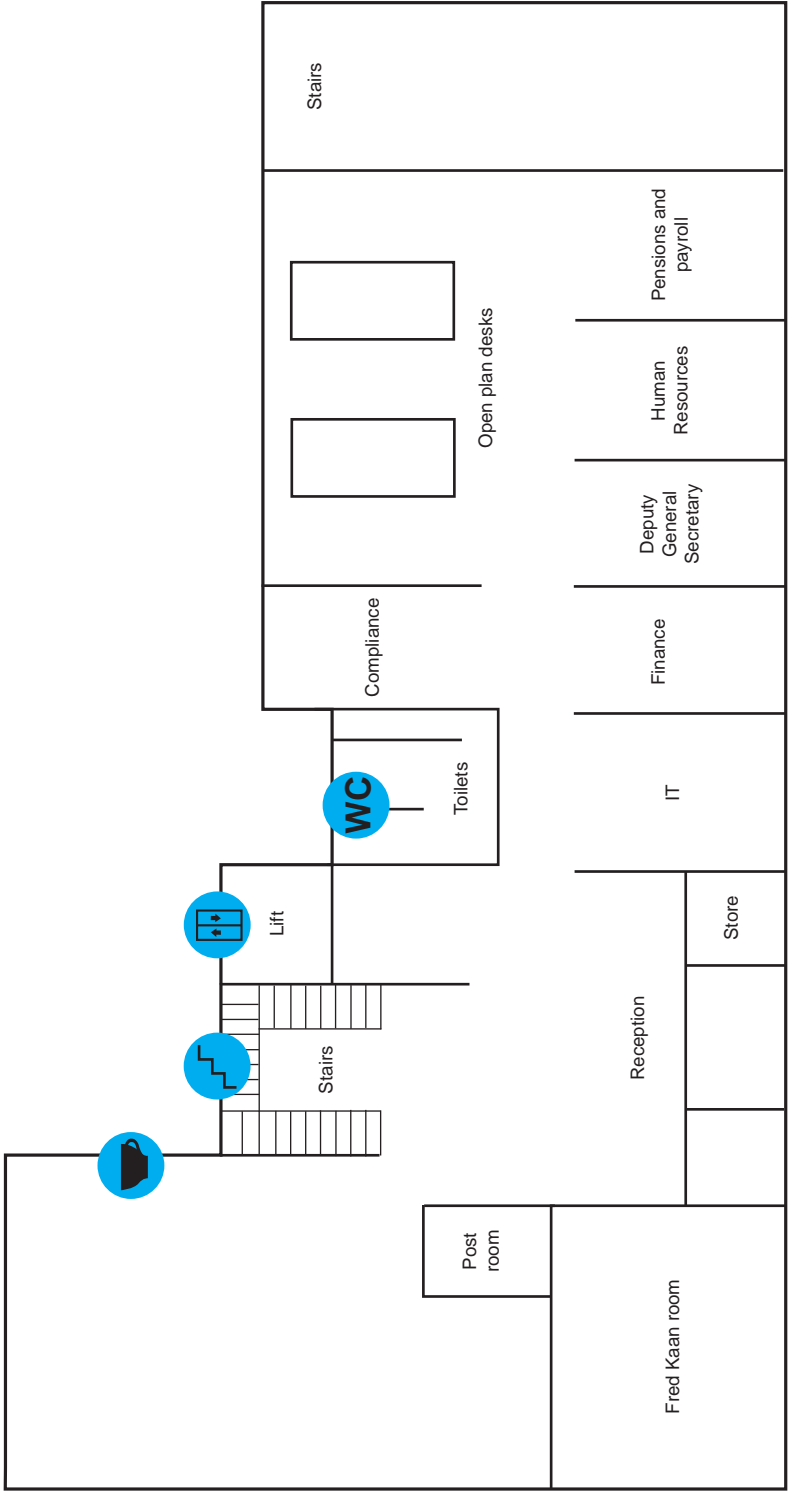 Lift
Stairs
Stairs
WC
Compliance
Toilets
Post
room
Open plan desks
Reception
Fred Kaan room
Store
IT
Finance
Deputy
General
Secretary
Human
Resources
Pensions and
payroll